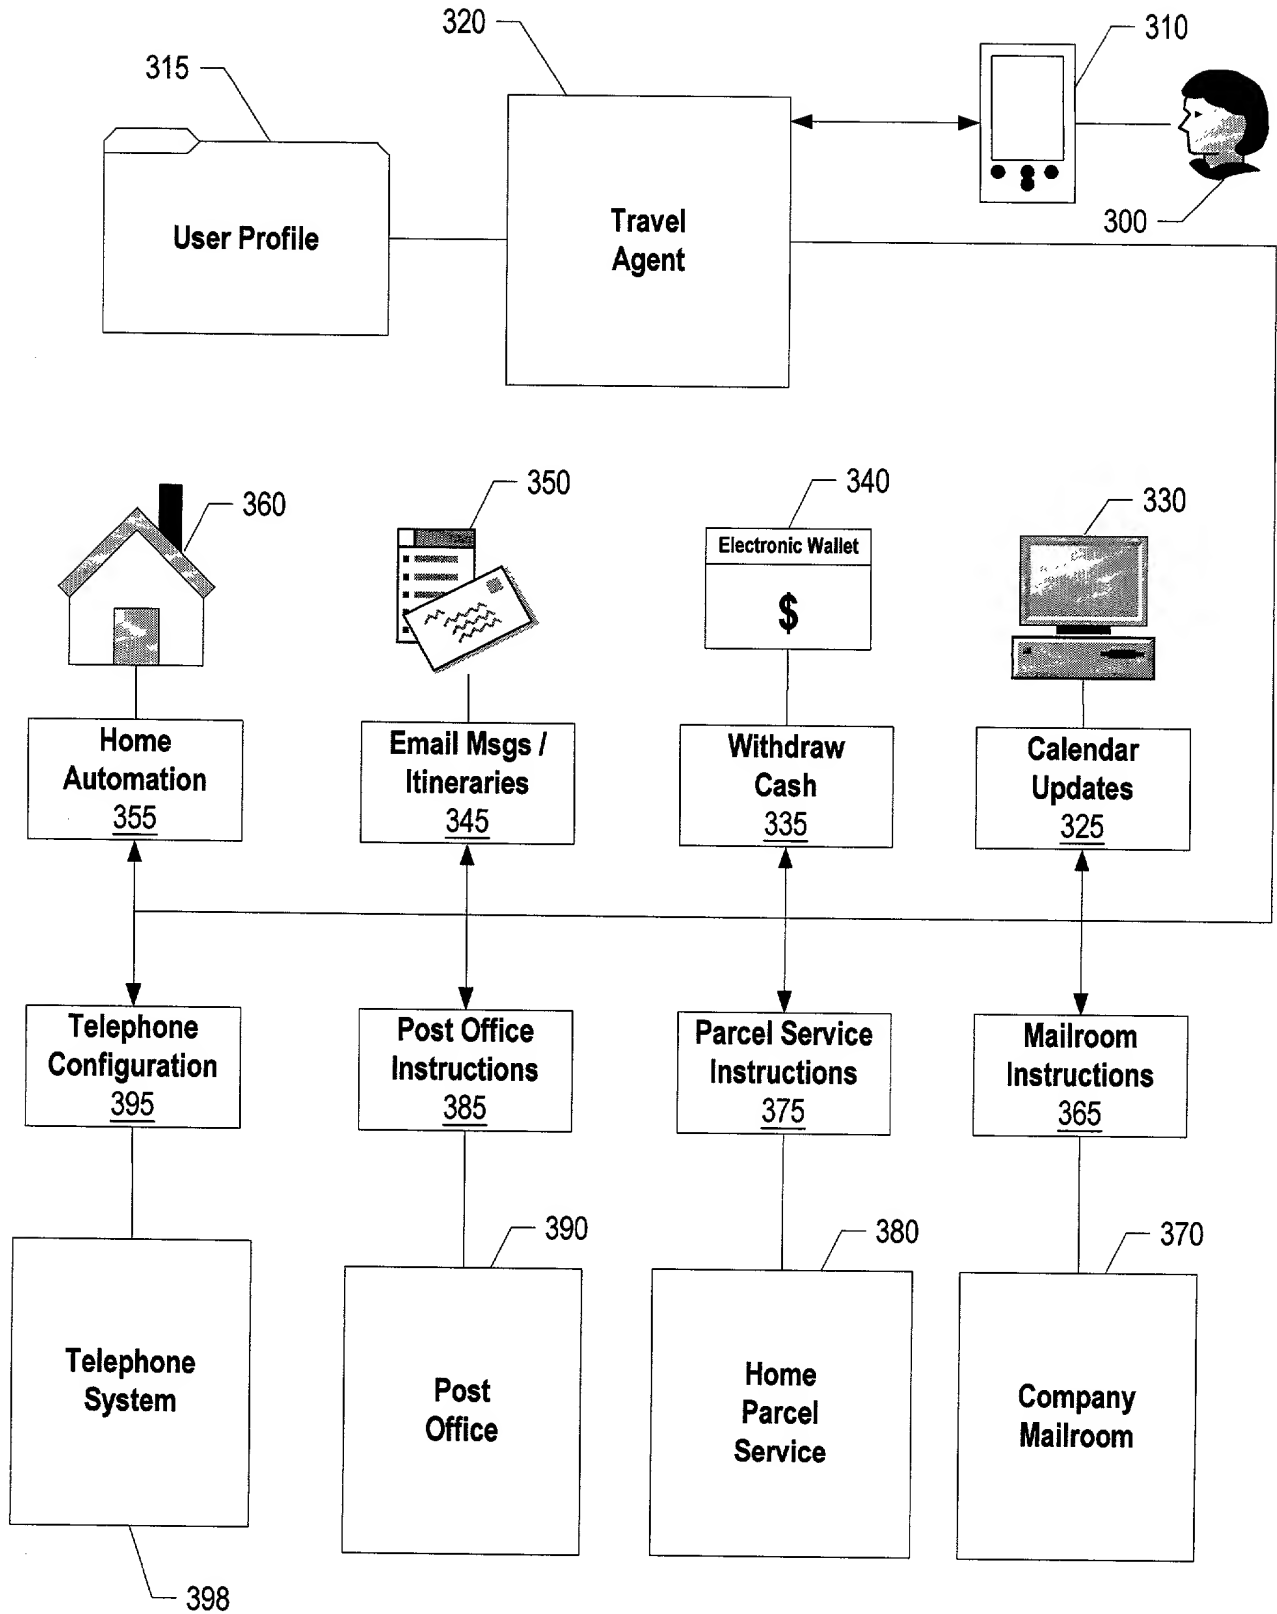 320
310
315
User Profile
Travel
Agent
300
360
350
340
330
Electronic Wallet
$
Home
Automation
355
Email Msgs /
Itineraries
345
Withdraw
Cash
335
Calendar
Updates
325
Telephone
Configuration
395
Post Office
Instructions
385
Parcel Service
Instructions
375
Mailroom
Instructions
365
390
380
370
Telephone
System
Post
Office
Home
Parcel
Service
Company
Mailroom
398